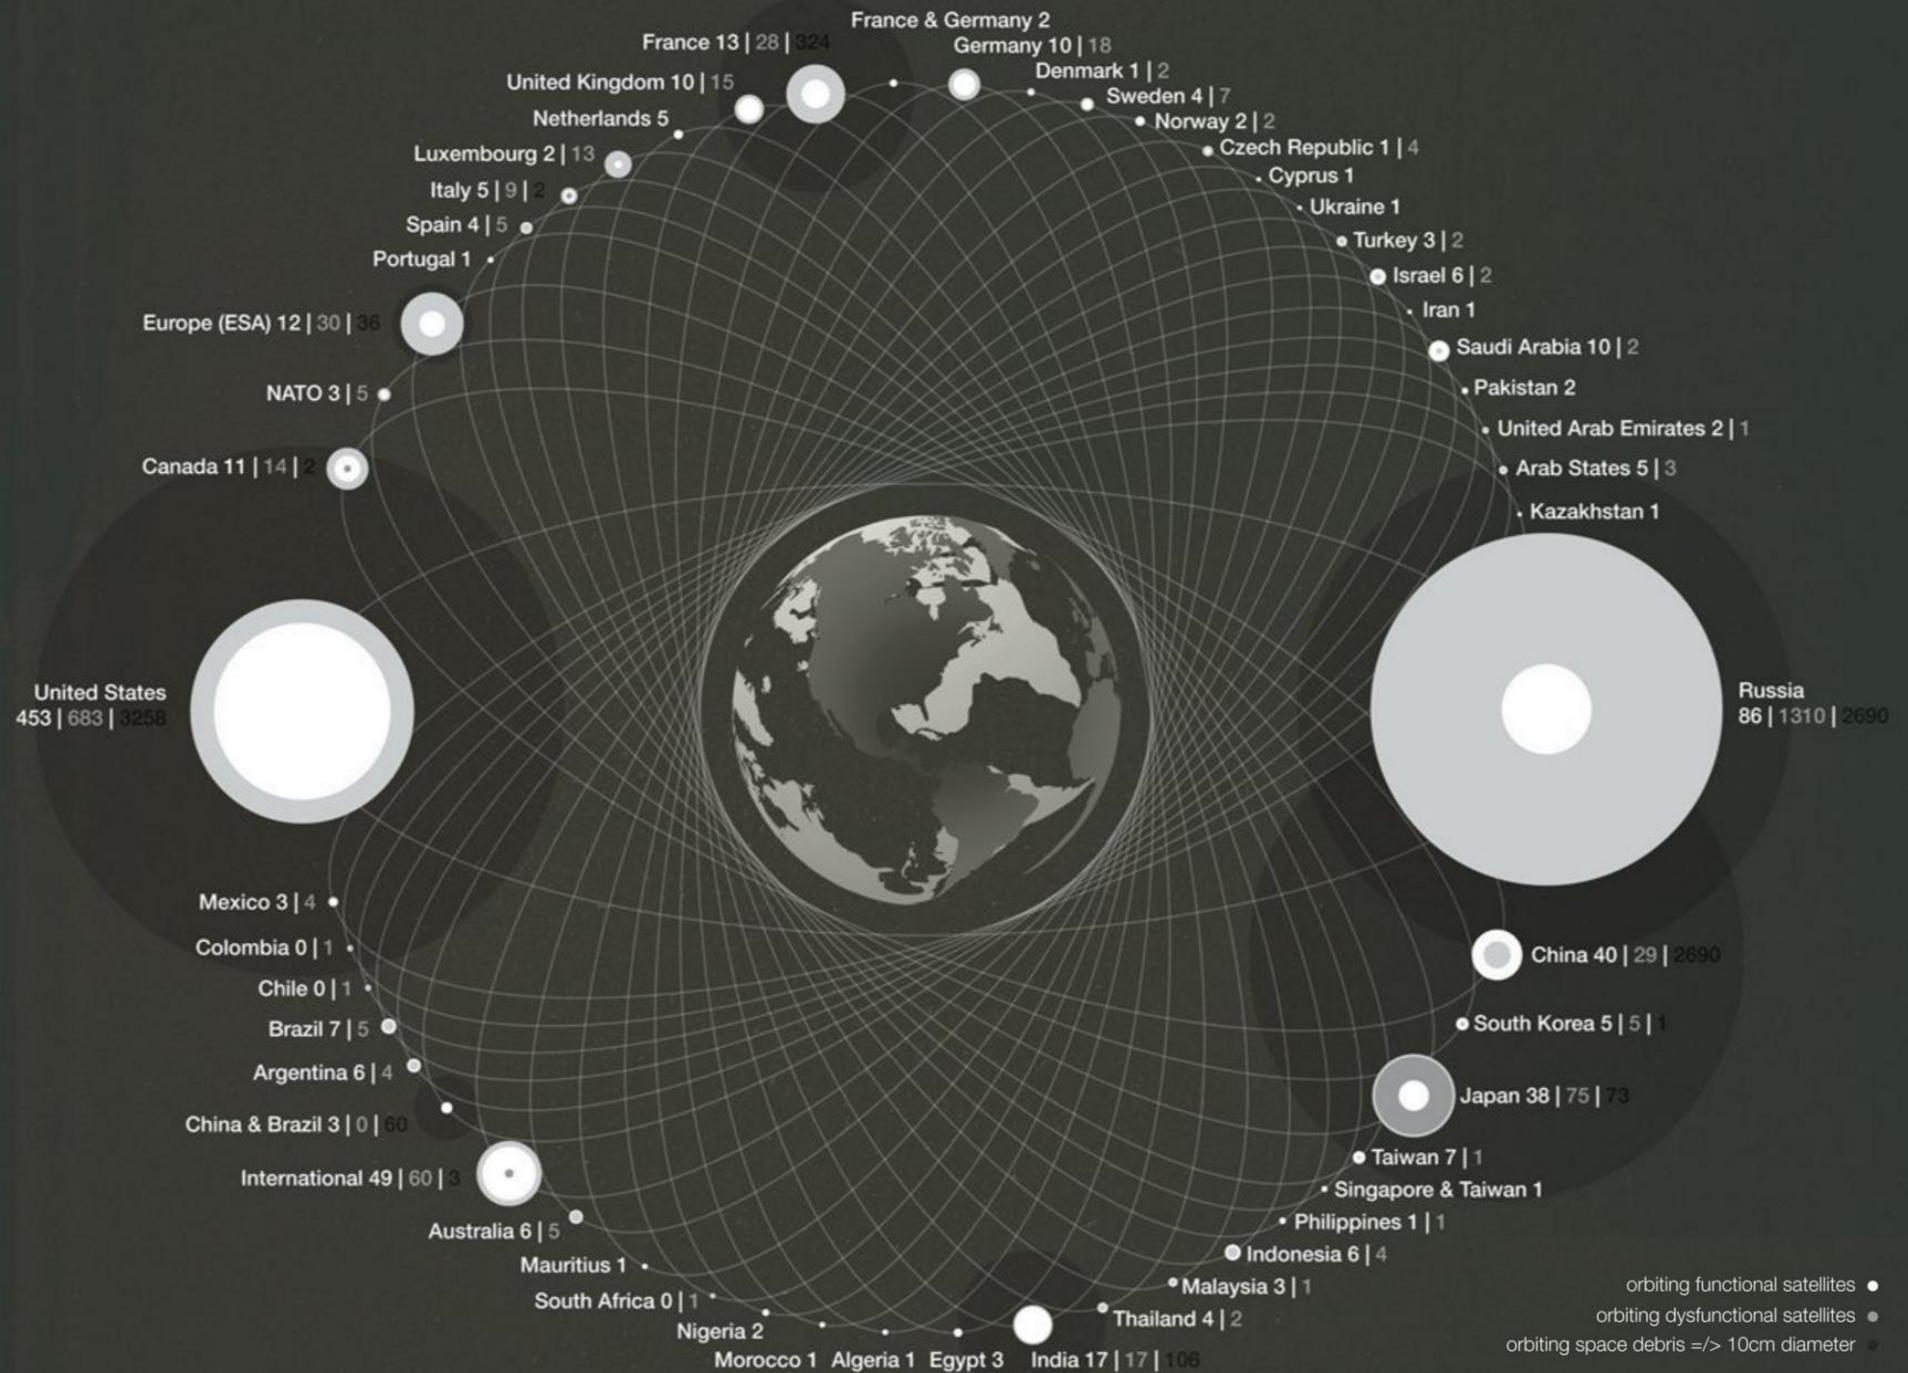 France & Germany 2
France 13 | 28 | 324
Germany 10 | 18
Denmark 1 | 2
United Kingdom 10 | 15
Sweden 4 | 7
Netherlands 5
Norway 2 | 2
Luxembourg 2 | 13
Czech Republic 1 | 4
Cyprus 1
Italy 5 | 9 | 2
Ukraine 1
Spain 4 | 5
Turkey 3 | 2
Portugal 1
Israel 6 | 2
Iran 1
Europe (ESA) 12 | 30 | 36
Saudi Arabia 10 | 2
Pakistan 2
NATO 3 | 5
United Arab Emirates 2 | 1
Canada 11 | 14 | 2
Arab States 5 | 3
Kazakhstan 1
United States
453 | 683 | 3258
Russia
86 | 1310 | 2690
Mexico 3 | 4
Colombia 0 | 1
China 40 | 29 | 2690
Chile 0 | 1
Brazil 7 | 5
South Korea 5 | 5 | 1
Argentina 6 | 4
Japan 38 | 75 | 73
China & Brazil 3 | 0 | 60
Taiwan 7 | 1
International 49 | 60 | 3
Singapore & Taiwan 1
Philippines 1 | 1
Australia 6 | 5
Indonesia 6 | 4
Mauritius 1
Malaysia 3 | 1
South Africa 0 | 1
Thailand 4 | 2
Nigeria 2
Morocco 1
Algeria 1
Egypt 3
India 17 | 17 | 106
orbiting functional satellites
orbiting dysfunctional satellites
orbiting space debris =/> 10cm diameter